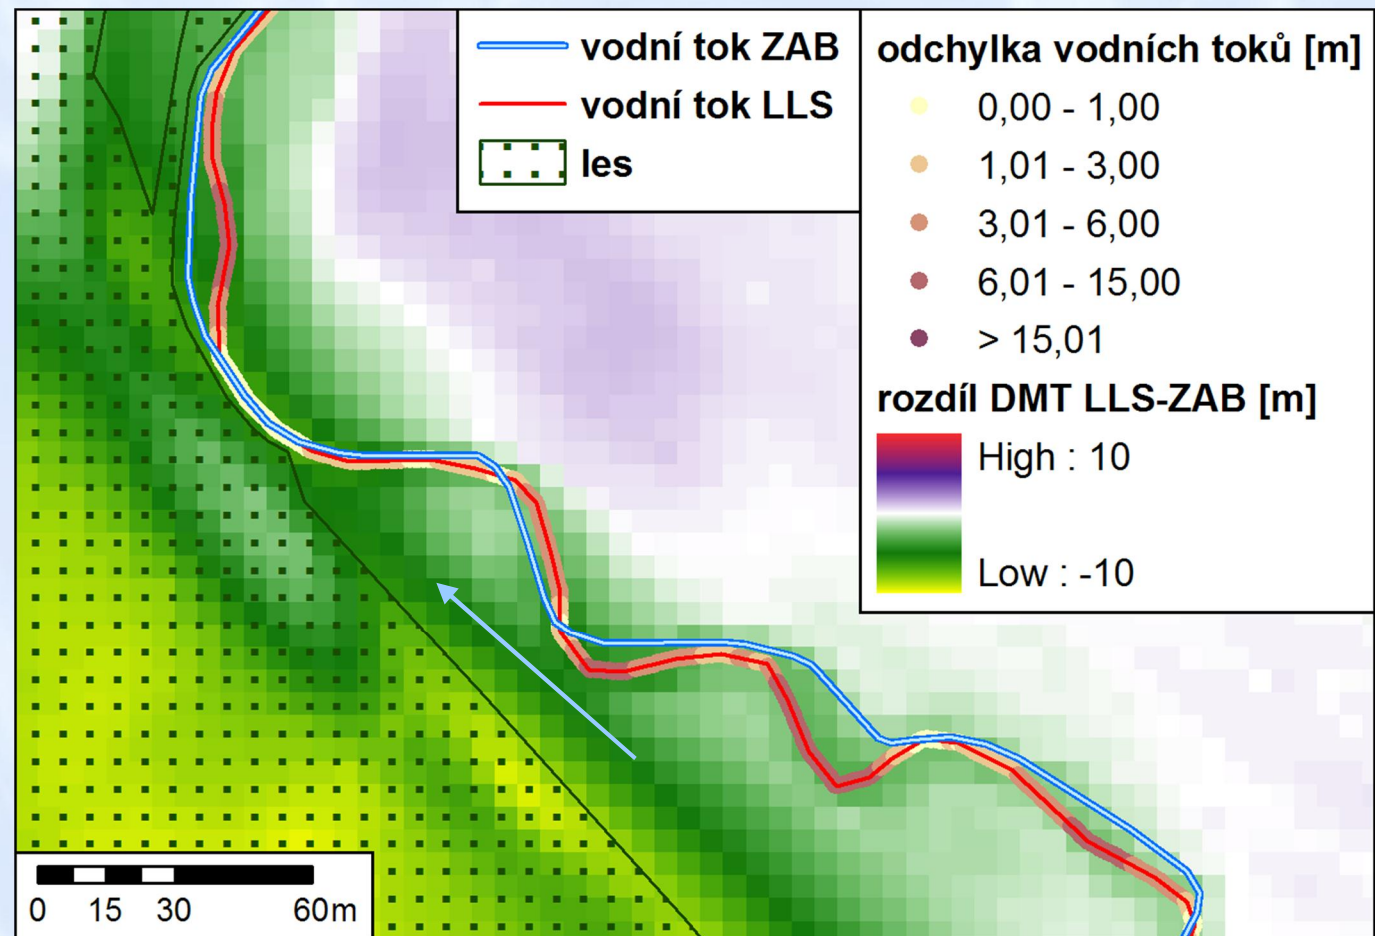 vodní tok ZAB
vodní tok LLS
les
odchylka vodních toků [m]
0,00 - 1,00
1,01 - 3,00
3,01 - 6,00
6,01 - 15,00
> 15,01
rozdíl DMT LLS-ZAB [m]
High : 10
Low : -10
0 15 30 60m